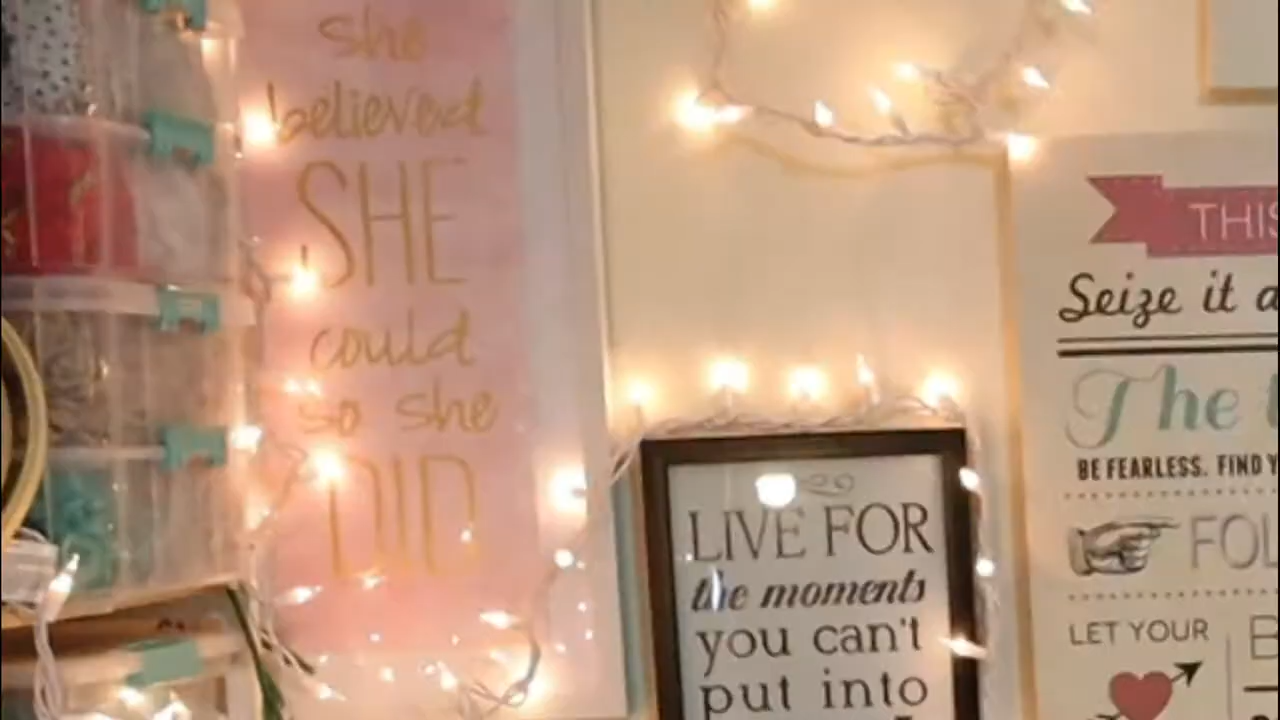 she
believed
SHE
could
so she
DID
LIVE FOR
the moments
you can't
put into
THIS
Seize it
The
BE FEARLESS. FIND
LET YOUR